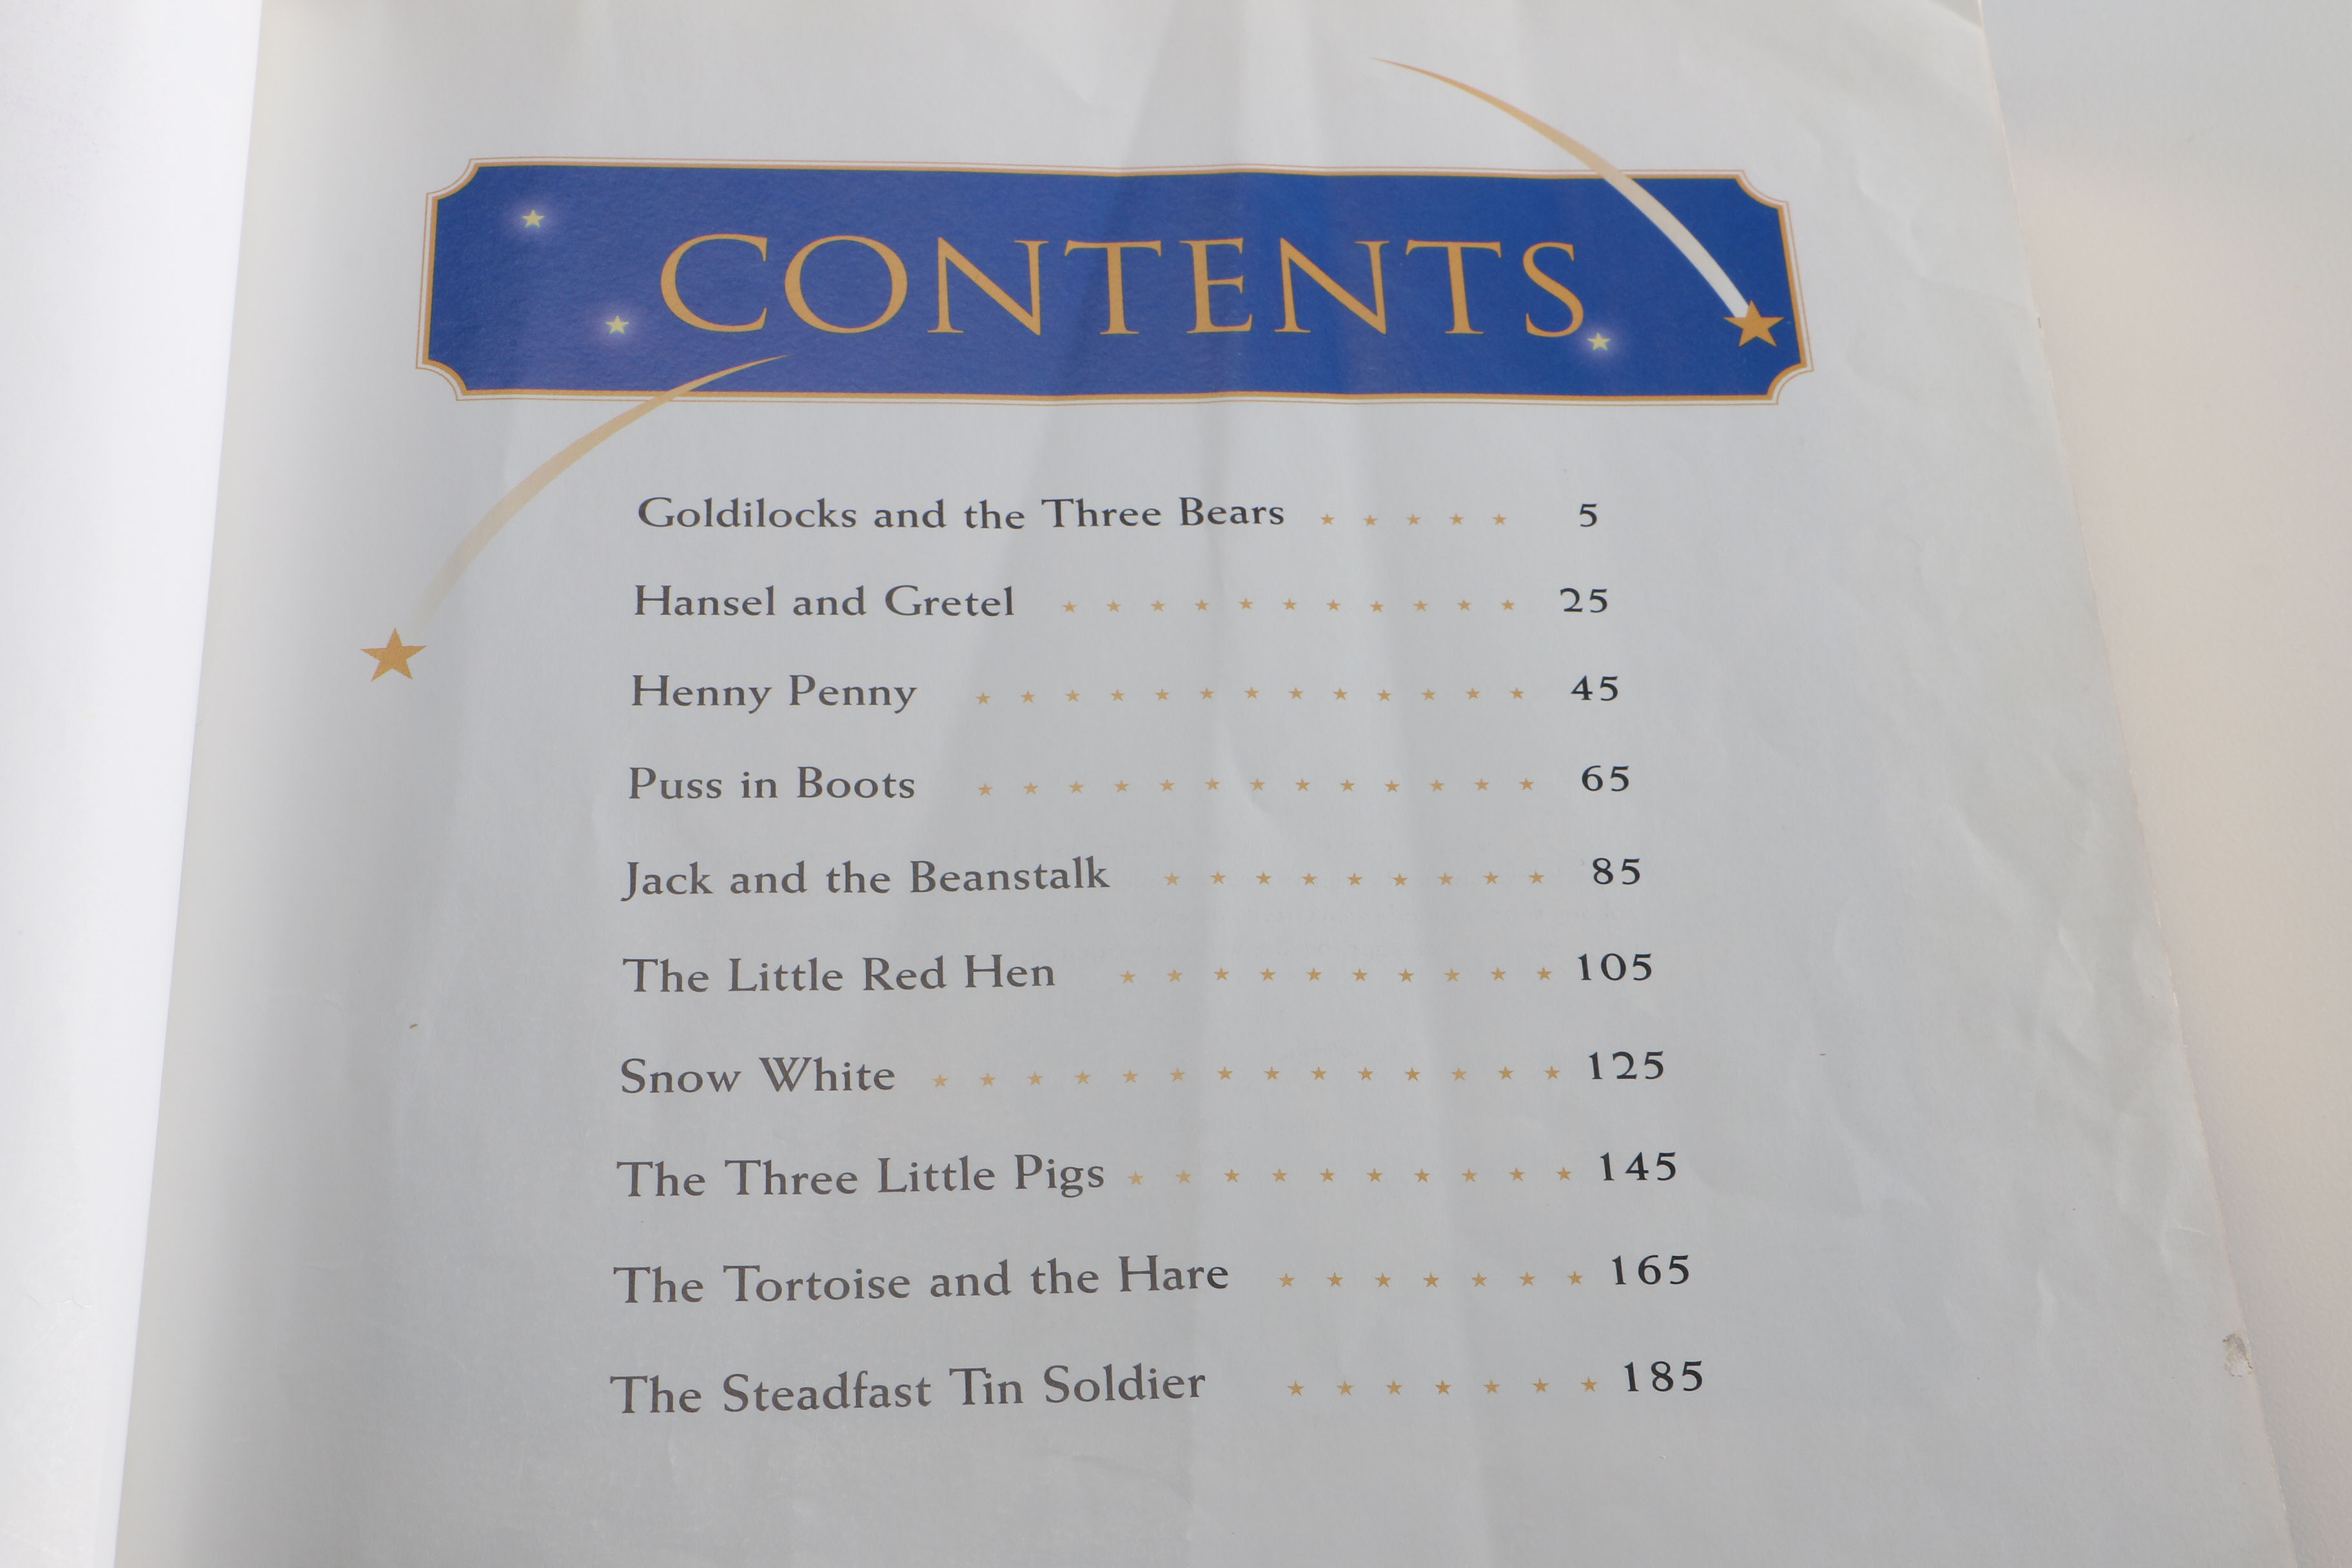 CONTENTS
Goldilocks and the Three Bears 5
Hansel and Gretel 25
Henny Penny 45
Puss in Boots 65
Jack and the Beanstalk 85
The Little Red Hen 105
Snow White 125
The Three Little Pigs 145
The Tortoise and the Hare 165
The Steadfast Tin Soldier 185